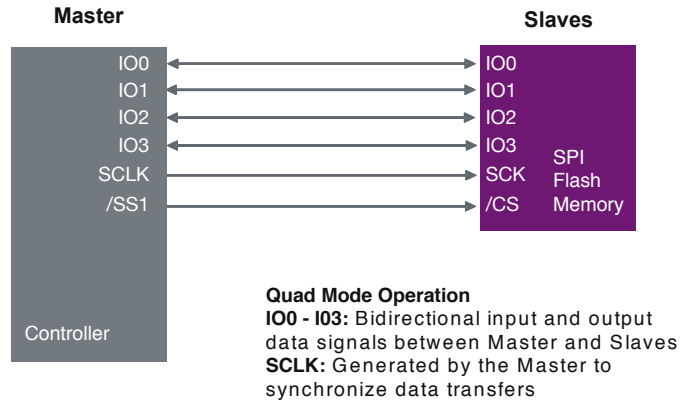 Master
Slaves
IO0
IO1
IO2
IO3
SCLK
/SS1
Controller
IO0
IO1
IO2
IO3
SCK
/CS
SPI
Flash
Memory
Quad Mode Operation
IO0 - I03: Bidirectional input and output
data signals between Master and Slaves
SCLK: Generated by the Master to
synchronize data transfers